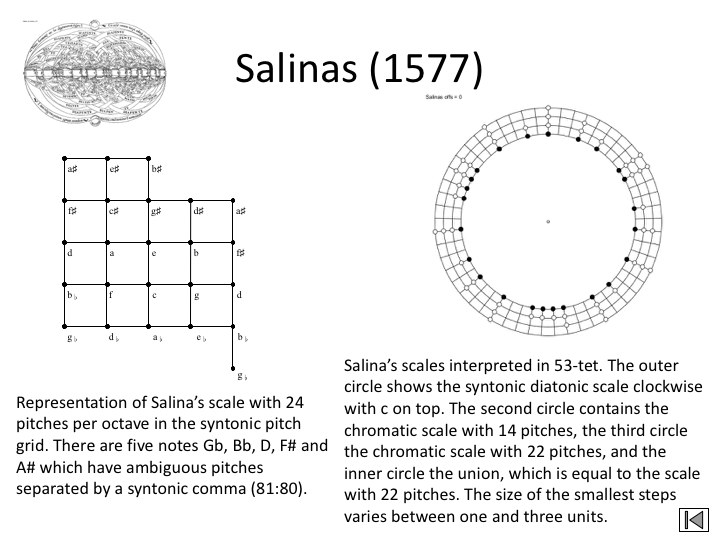 Salinas (1577)
Salinas offs = 0
a♯ e♯ b♯
f♯ c♯ g♯ d♯ a♯
d a e b f♯
b♭ f c g d
g♭ d♭ a♭ e♭ b♭
g♭
Representation of Salina’s scale with 24
pitches per octave in the syntonic pitch
grid. There are five notes Gb, Bb, D, F# and
A# which have ambiguous pitches
separated by a syntonic comma (81:80).
Salina’s scales interpreted in 53-tet. The outer
circle shows the syntonic diatonic scale clockwise
with c on top. The second circle contains the
chromatic scale with 14 pitches, the third circle
the chromatic scale with 22 pitches, and the
inner circle the union, which is equal to the scale
with 22 pitches. The size of the smallest steps
varies between one and three units.